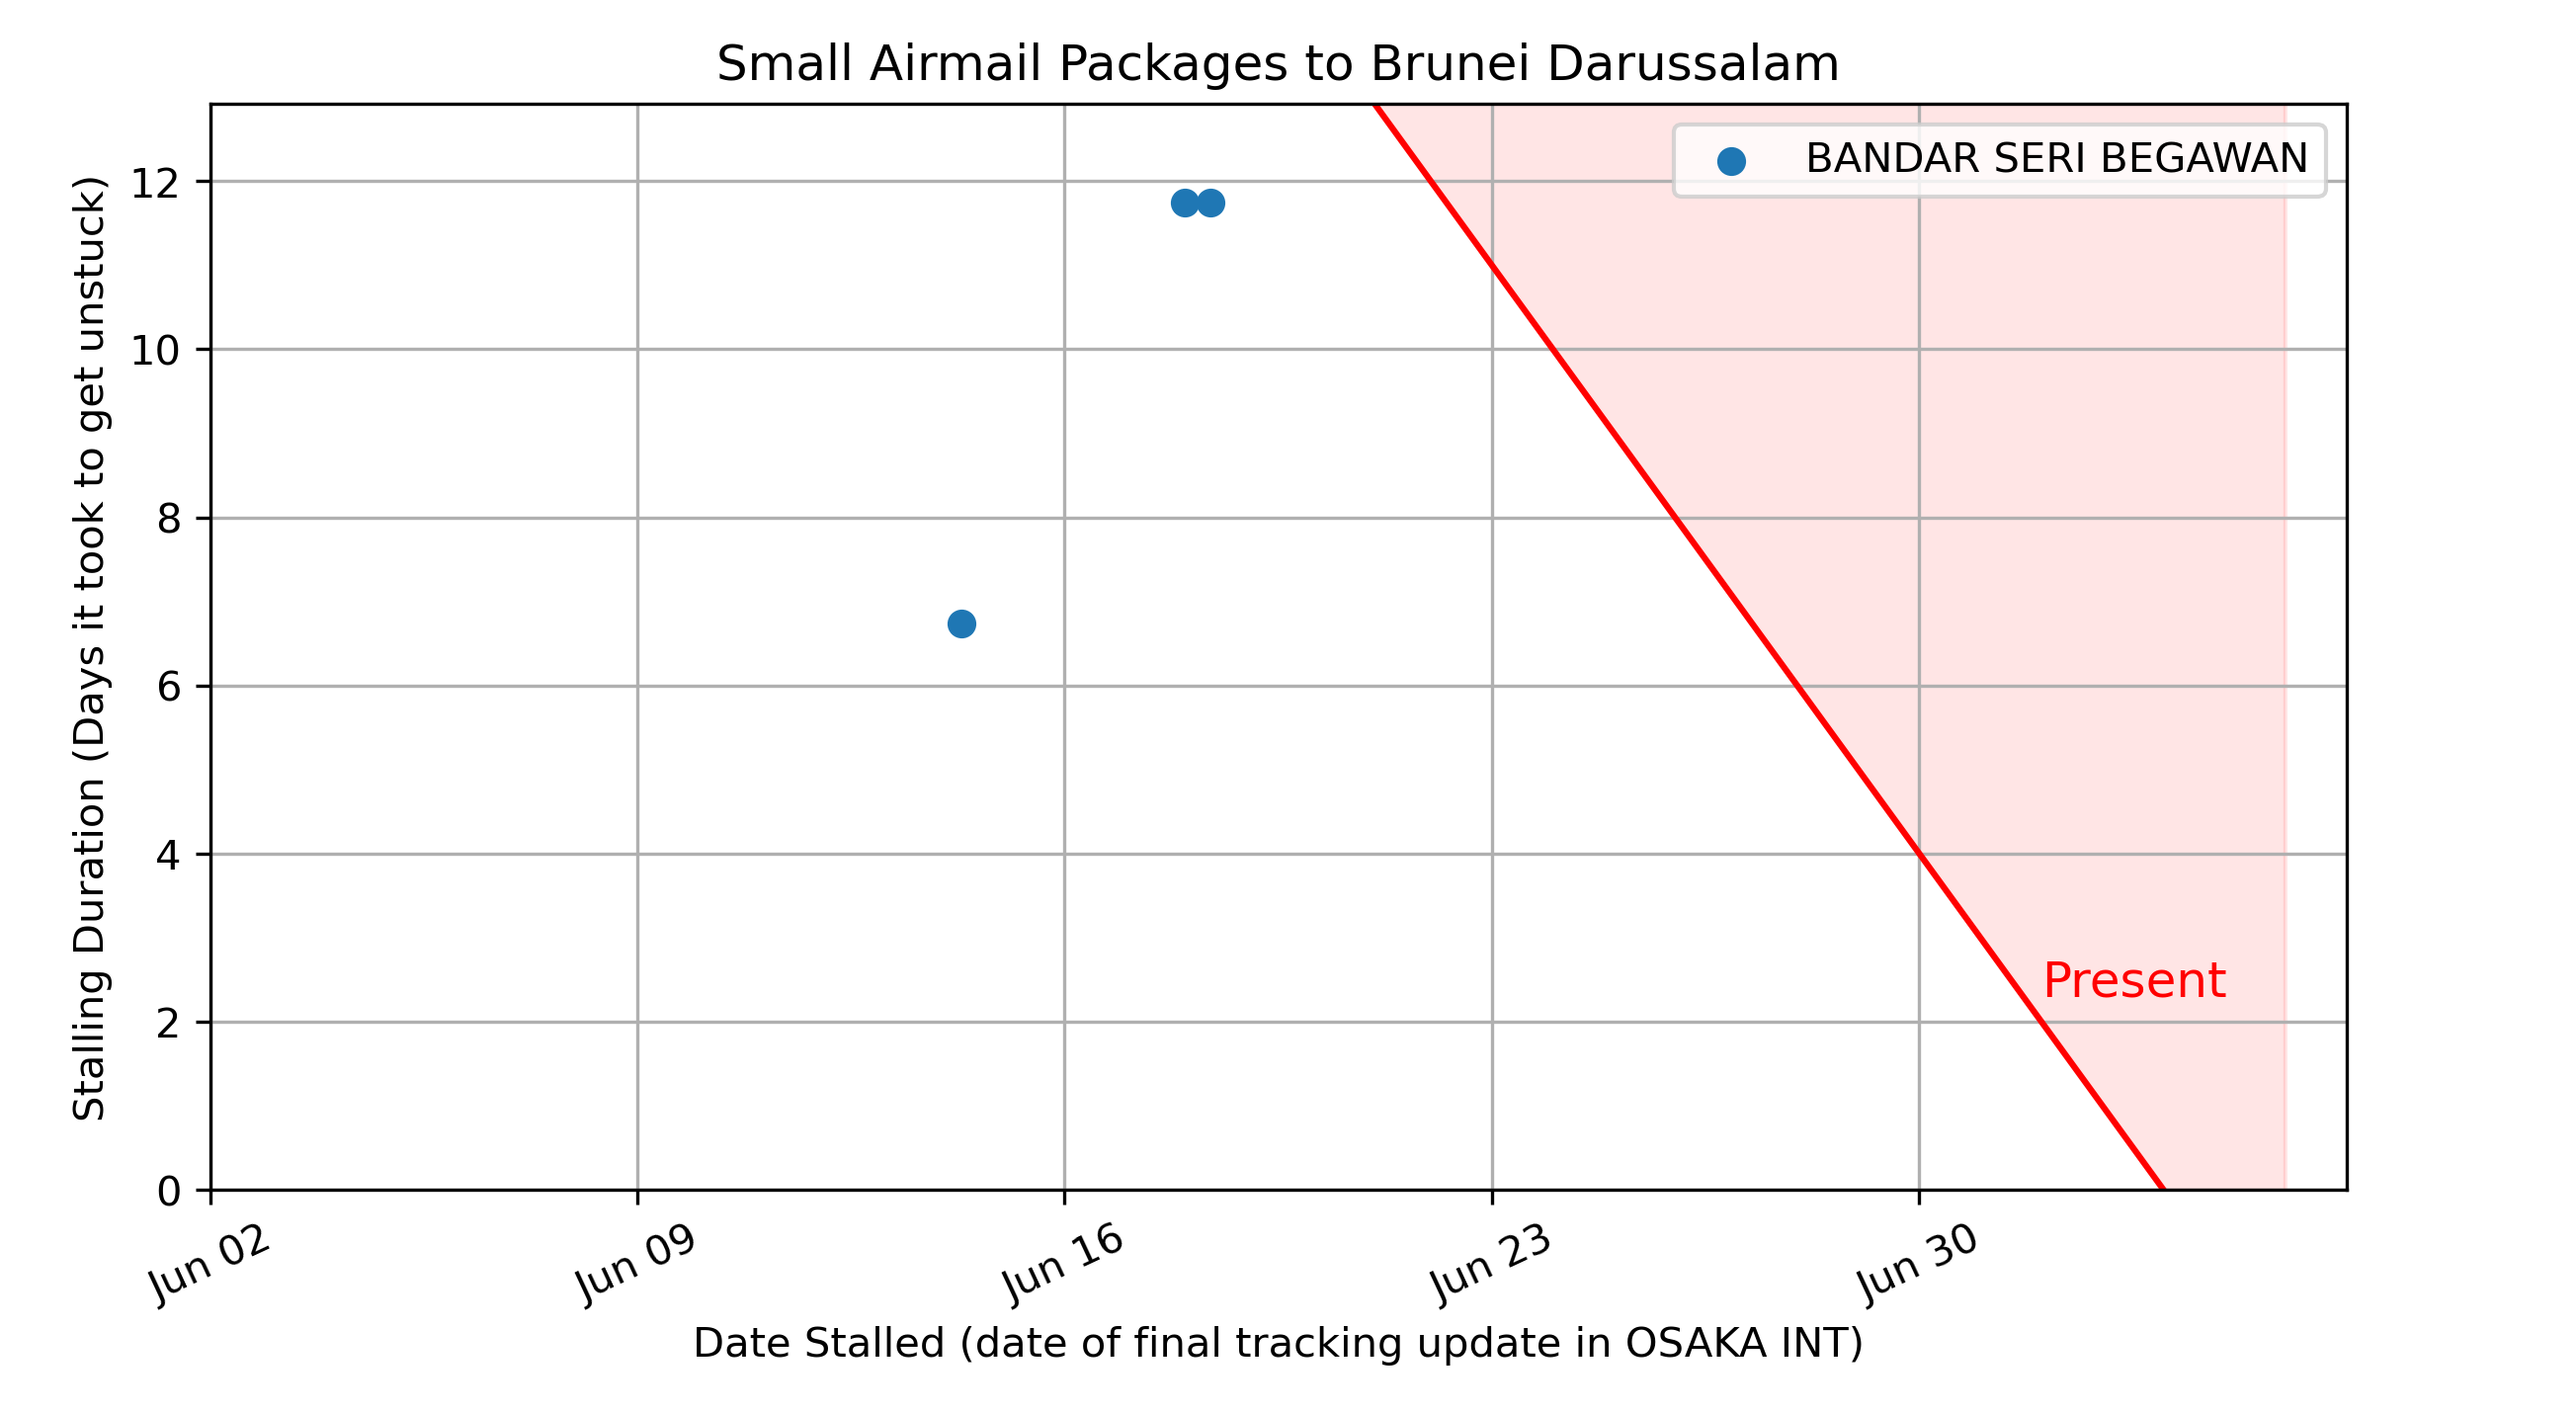 Small Airmail Packages to Brunei Darussalam
BANDAR SERI BEGAWAN
Stalling Duration (Days it took to get unstuck)
12
10
8
6
4
2
0
Present
Jun 02
Jun 09
Jun 16
Jun 23
Jun 30
Date Stalled (date of final tracking update in OSAKA INT)